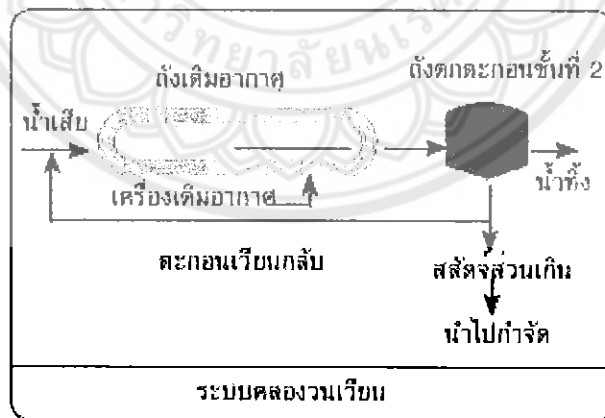 ถังเติมอากาศ
ถังตกตะกอนชั้นที่ 2
น้ำเสีย
น้ำทิ้ง
เครื่องเติมอากาศ
ตะกอนเวียนกลับ
สลัดจ์ส่วนเกิน
นำไปกำจัด
ระบบคลองวนเวียน